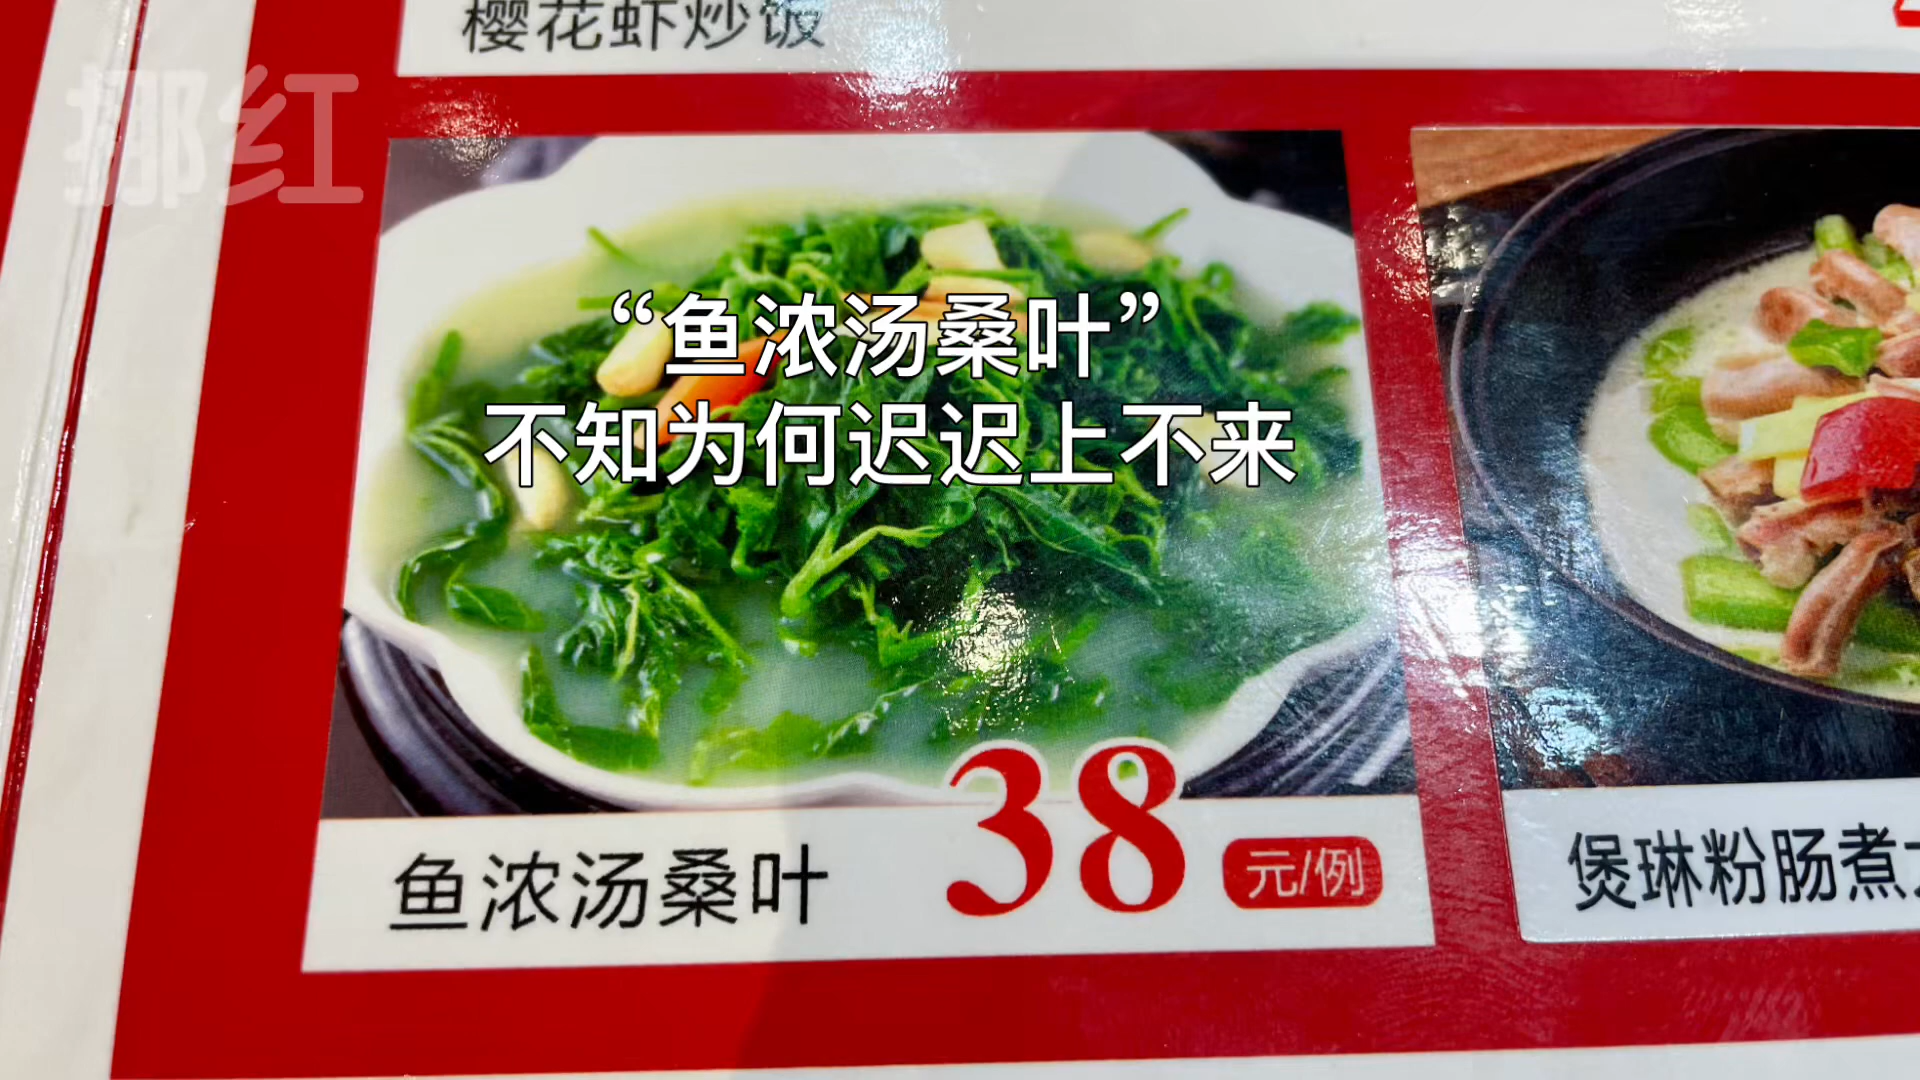 樱花虾炒饭
挪红
“鱼浓汤桑叶”
不知为何迟迟上不来
鱼浓汤桑叶 38 元/例
煲琳粉肠煮